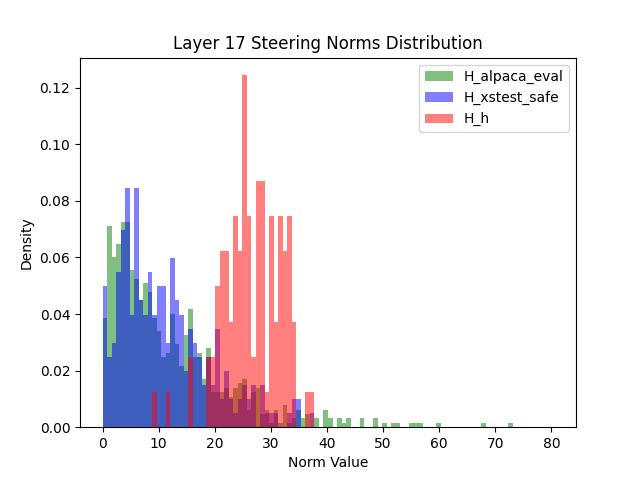 Layer 17 Steering Norms Distribution
H_alpaca_eval
H_xstest_safe
H_h
Density
0.12
0.10
0.08
0.06
0.04
0.02
0.00
0 10 20 30 40 50 60 70 80
Norm Value